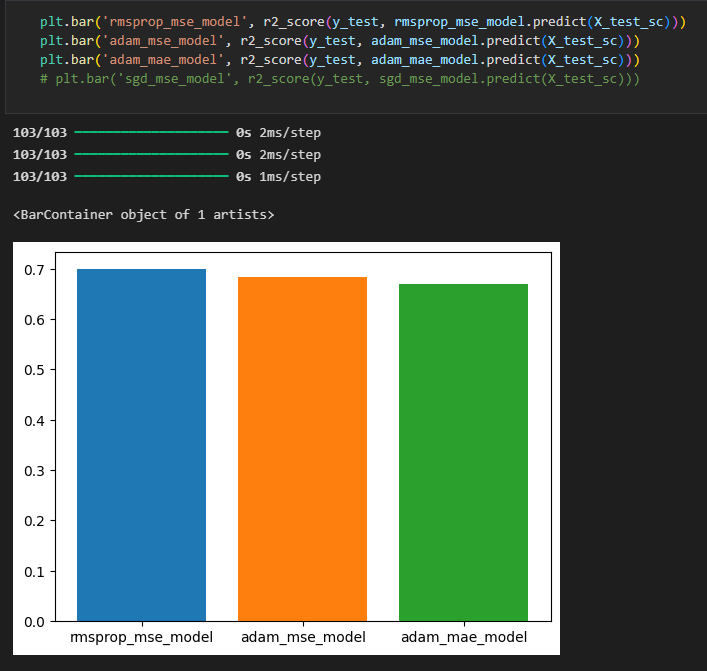 plt.bar('rmsprop_mse_model', r2_score(y_test, rmsprop_mse_model.predict(X_test_sc)))
plt.bar('adam_mse_model', r2_score(y_test, adam_mse_model.predict(X_test_sc)))
plt.bar('adam_mae_model', r2_score(y_test, adam_mae_model.predict(X_test_sc)))
# plt.bar('sgd_mse_model', r2_score(y_test, sgd_mse_model.predict(X_test_sc)))
103/103 ━━━━━━━━━━━━━━━━━━━━ 0s 2ms/step
103/103 ━━━━━━━━━━━━━━━━━━━━ 0s 2ms/step
103/103 ━━━━━━━━━━━━━━━━━━━━ 0s 1ms/step
<BarContainer object of 1 artists>
0.7
0.6
0.5
0.4
0.3
0.2
0.1
0.0
rmsprop_mse_model adam_mse_model adam_mae_model